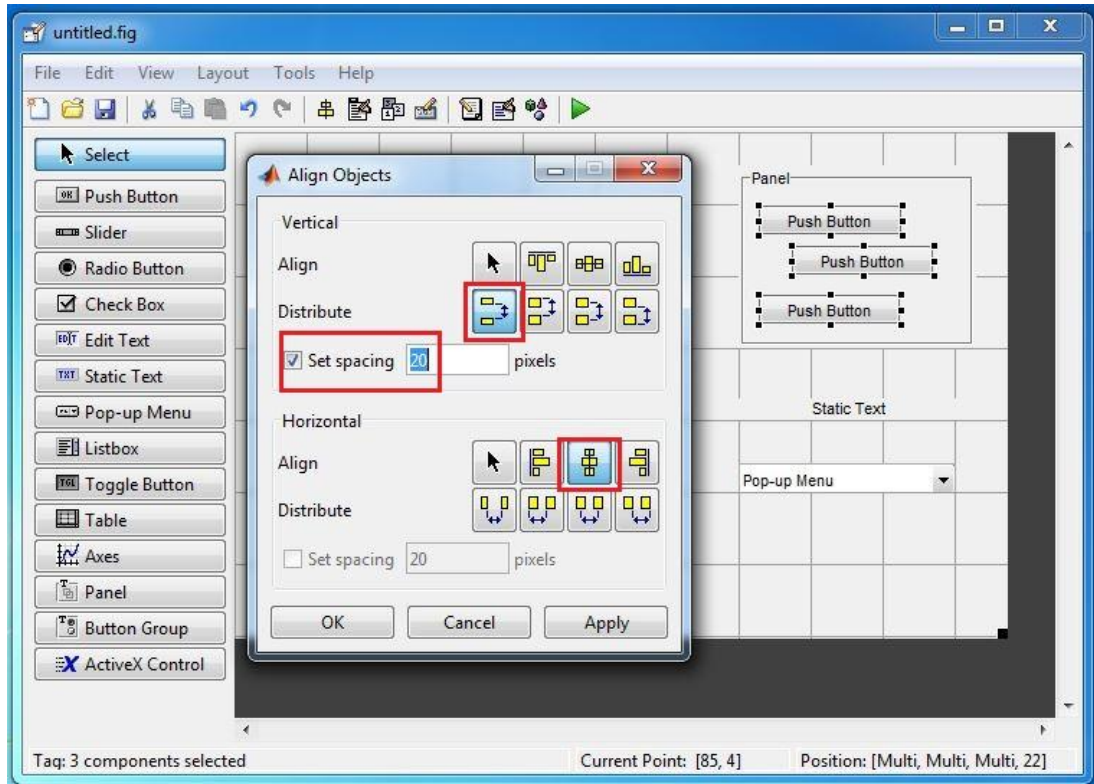 untitled.fig
File Edit View Layout Tools Help
Select
OK Push Button
Slider
Radio Button
Check Box
EDIT Edit Text
TXT Static Text
Pop-up Menu
Listbox
TGL Toggle Button
Table
Axes
Panel
Button Group
ActiveX Control
Align Objects
Vertical
Align
Distribute
Set spacing 20 pixels
Horizontal
Align
Distribute
Set spacing 20 pixels
OK Cancel Apply
Panel
Push Button
Push Button
Push Button
Static Text
Pop-up Menu
Tag: 3 components selected Current Point: [85, 4] Position: [Multi, Multi, Multi, 22]